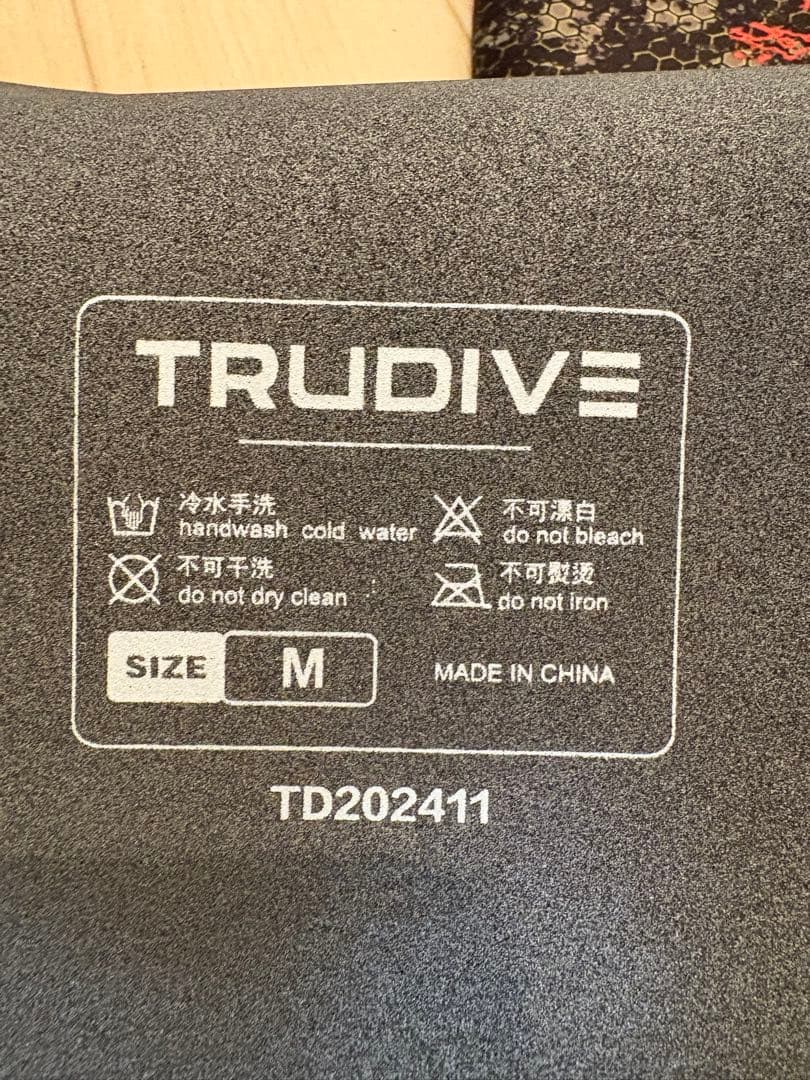 TRUDIVE
冷水手洗
handwash cold water
不可漂白
do not bleach
不可干洗
do not dry clean
不可熨烫
do not iron
SIZE M
MADE IN CHINA
TD202411